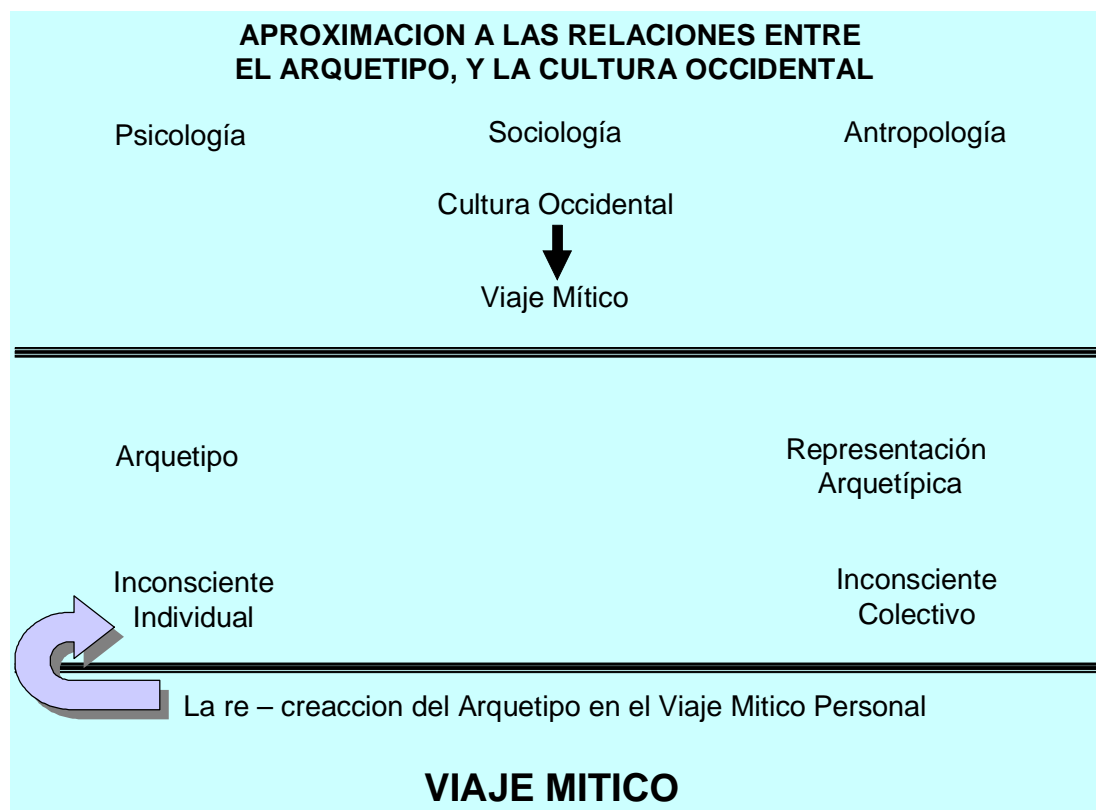 APROXIMACION A LAS RELACIONES ENTRE
EL ARQUETIPO, Y LA CULTURA OCCIDENTAL
Psicología Sociología Antropología
Cultura Occidental
Viaje Mítico
Arquetipo
Representación
Arquetípica
Inconsciente
Individual
Inconsciente
Colectivo
La re – creaccion del Arquetipo en el Viaje Mitico Personal
VIAJE MITICO